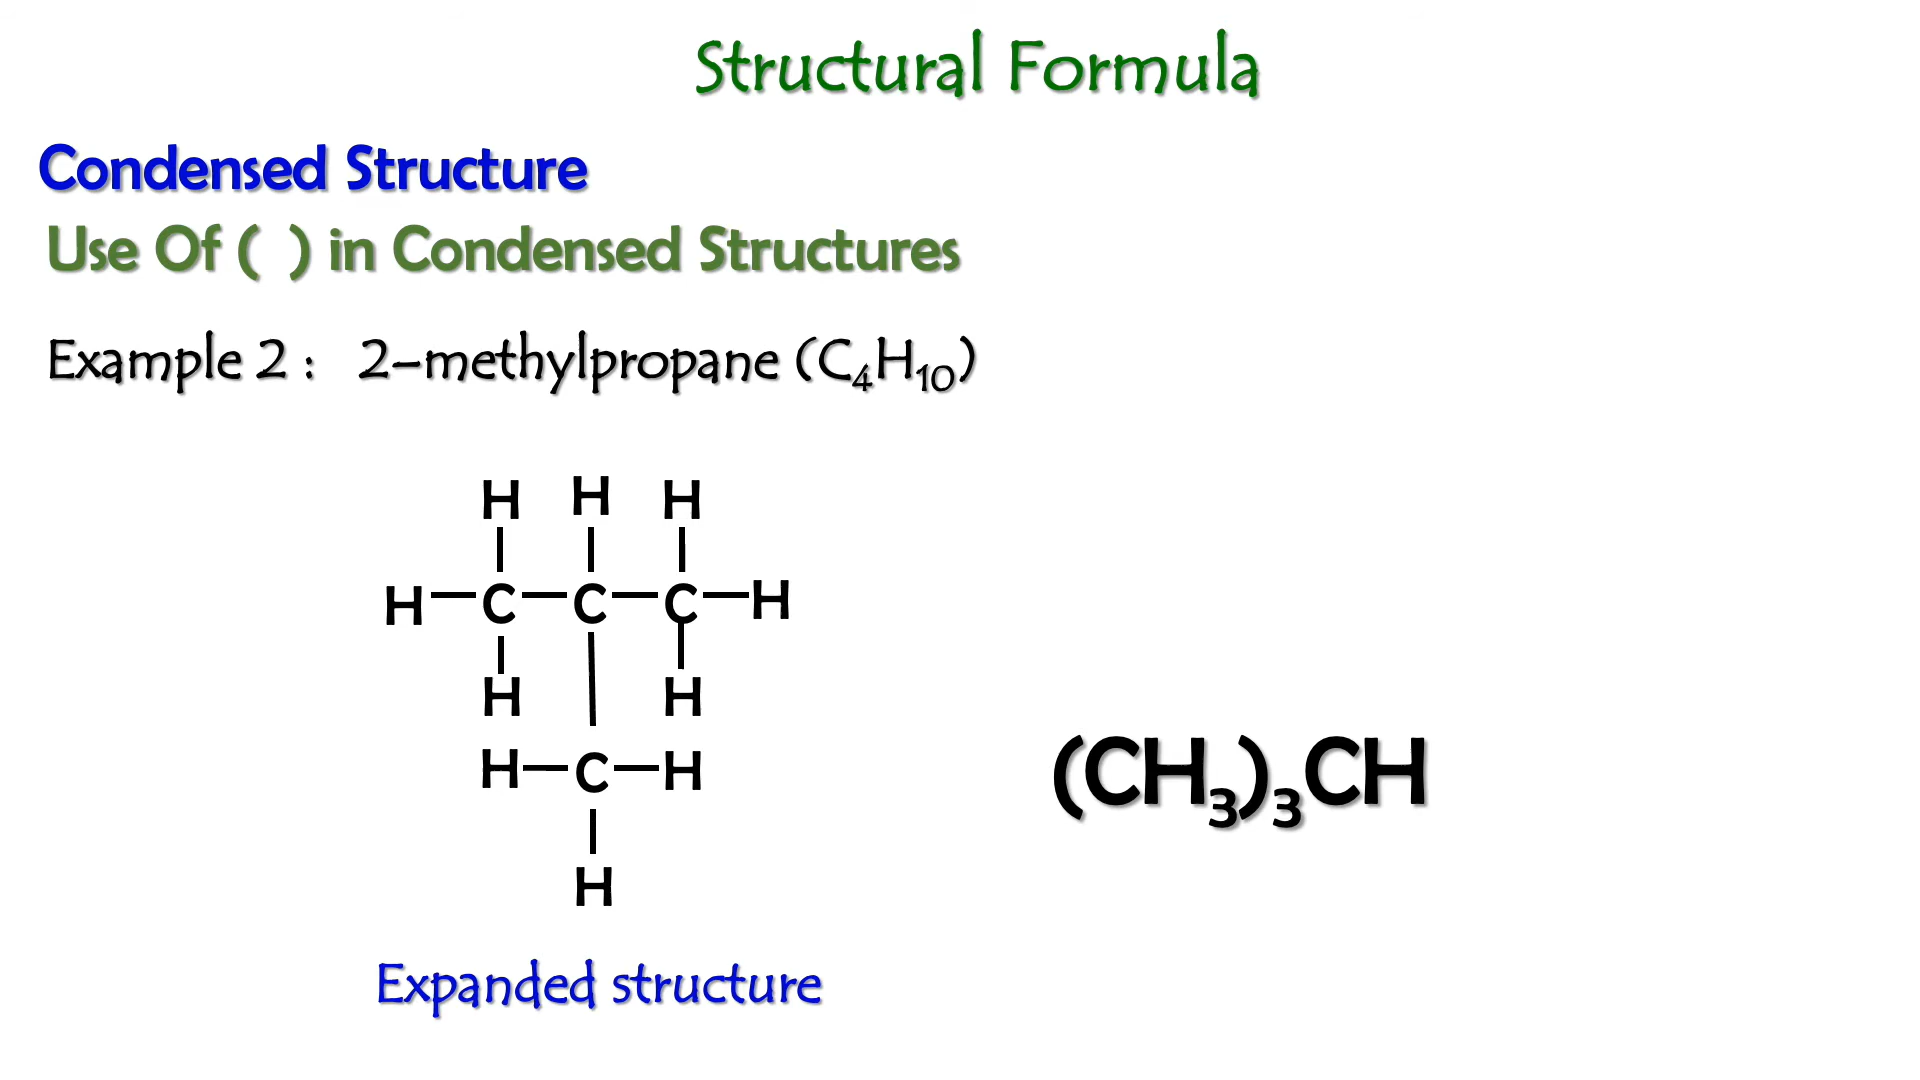 Structural Formula
Condensed Structure
Use Of ( ) in Condensed Structures
Example 2 : 2-methylpropane (C₄H₁₀)
H H H
H—C—C—C—H
H H
H—C—H
(CH₃)₃CH
H
Expanded structure